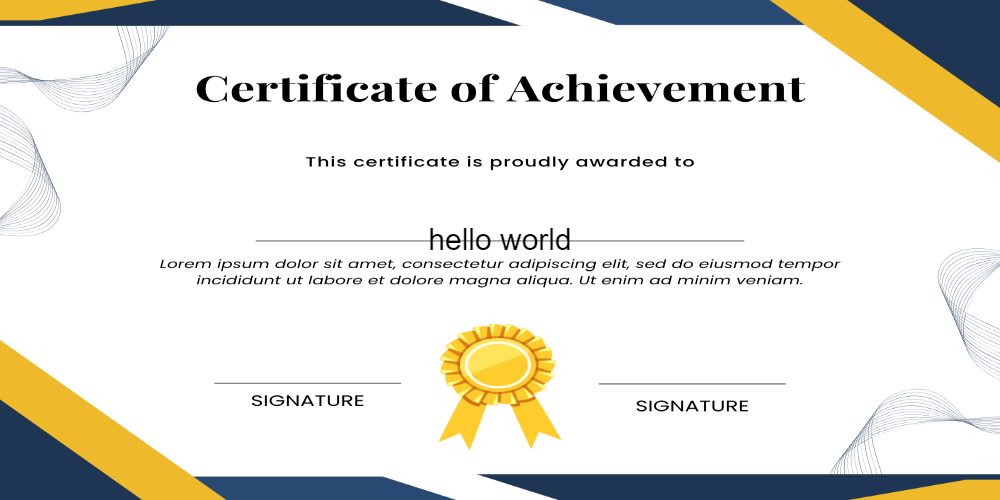 Certificate of Achievement
This certificate is proudly awarded to
hello world
Lorem ipsum dolor sit amet, consectetur adipiscing elit, sed do eiusmod tempor
incididunt ut labore et dolore magna aliqua. Ut enim ad minim veniam.
SIGNATURE
SIGNATURE